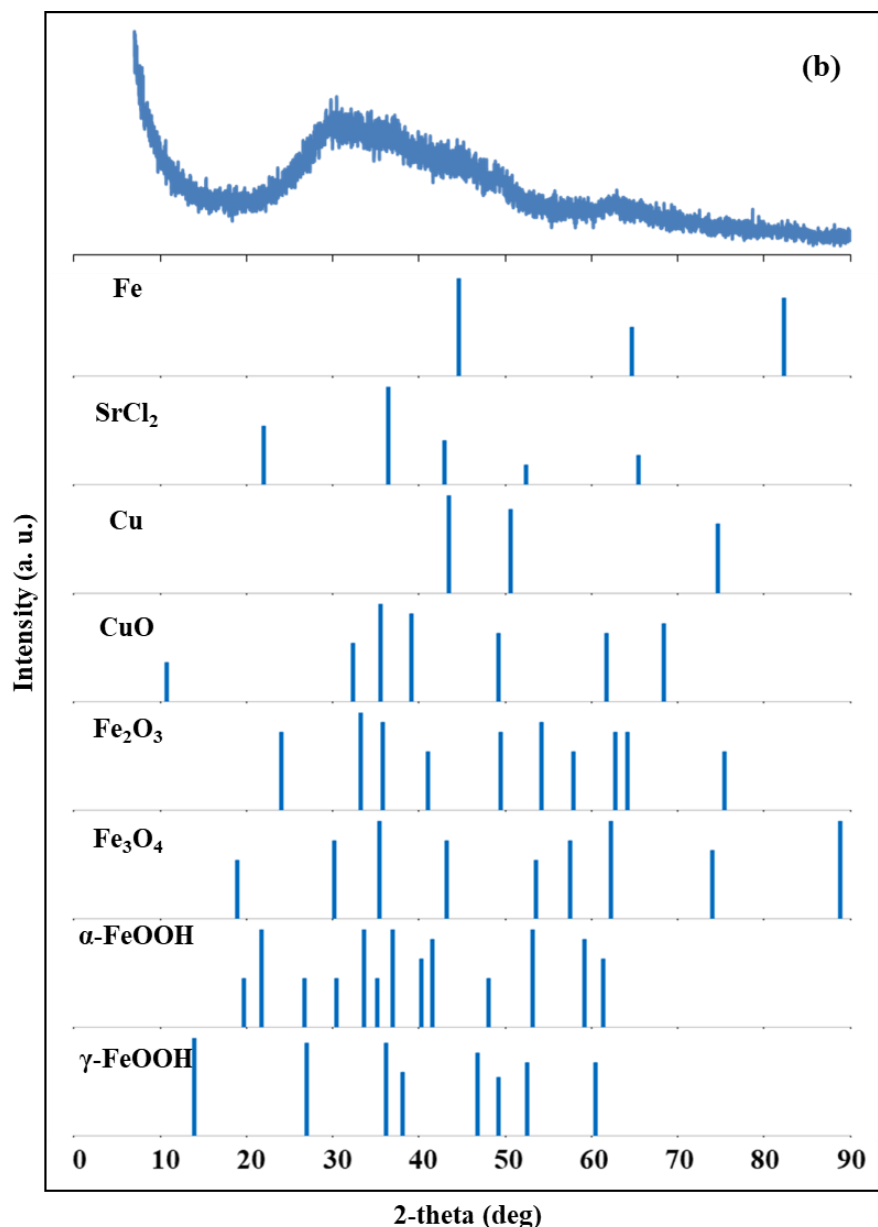 (b)
Fe
SrCl₂
Cu
CuO
Fe₂O₃
Fe₃O₄
α-FeOOH
γ-FeOOH
Intensity (a. u.)
0 10 20 30 40 50 60 70 80 90
2-theta (deg)